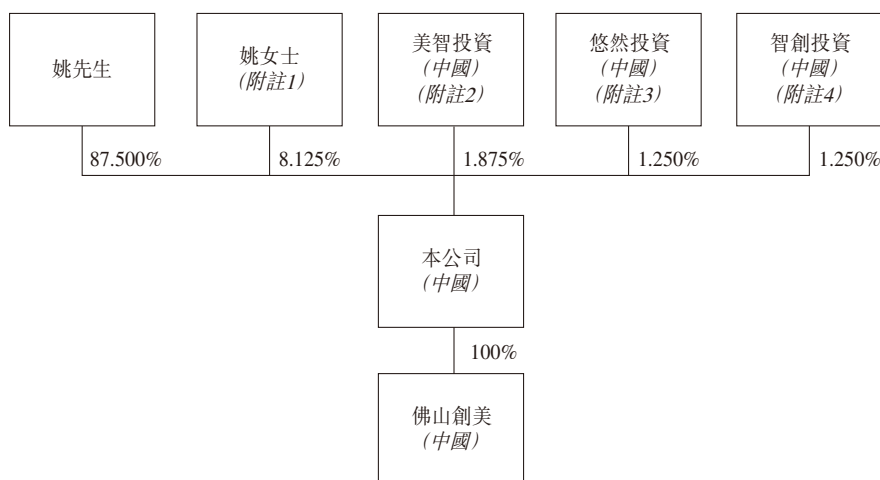 姚先生
姚女士
(附註1)
美智投資
(中國)
(附註2)
悠然投資
(中國)
(附註3)
智創投資
(中國)
(附註4)
87.500%
8.125%
1.875%
1.250%
1.250%
本公司
(中國)
100%
佛山創美
(中國)